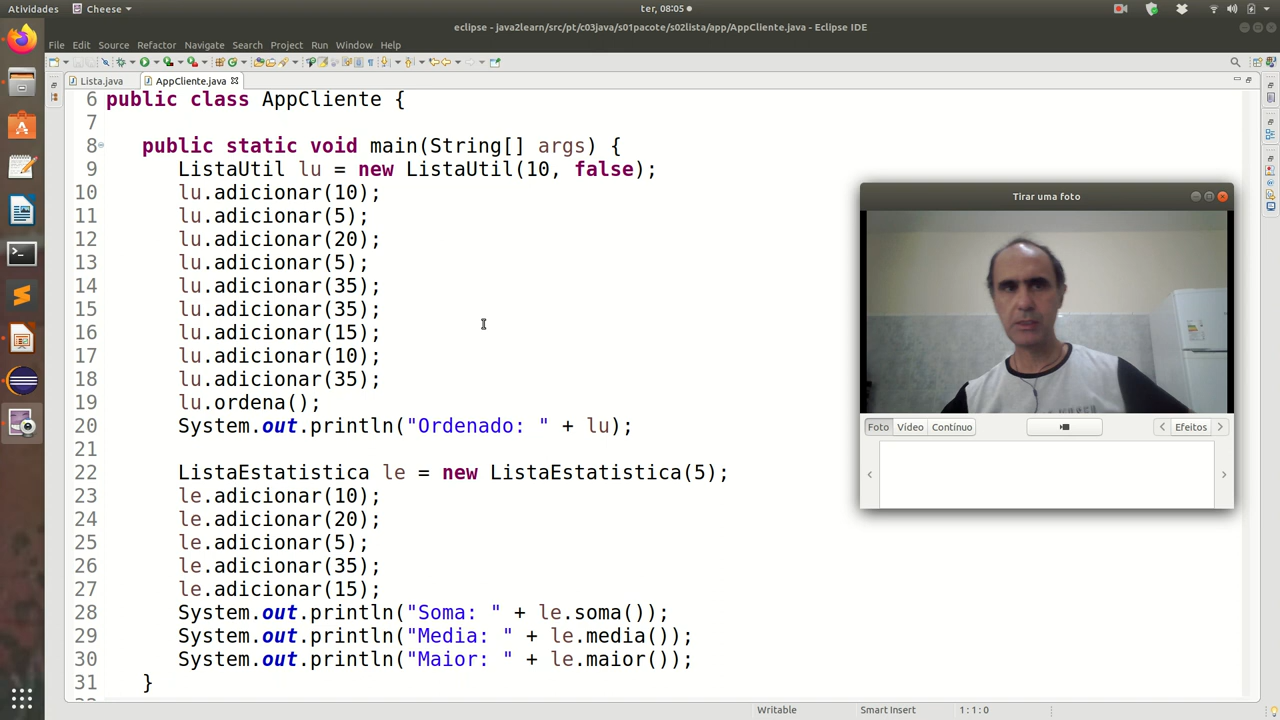 Atividades
Cheese
ter, 08:05
eclipse - java2learn/src/pt/c03java/s01pacote/s02lista/app/AppCliente.java - Eclipse IDE
File Edit Source Refactor Navigate Search Project Run Window Help
Lista.java
AppCliente.java
6 public class AppCliente {
7
8 public static void main(String[] args) {
9 ListaUtil lu = new ListaUtil(10, false);
10 lu.adicionar(10);
11 lu.adicionar(5);
12 lu.adicionar(20);
13 lu.adicionar(5);
14 lu.adicionar(35);
15 lu.adicionar(35);
16 lu.adicionar(15);
17 lu.adicionar(10);
18 lu.adicionar(35);
19 lu.ordena();
20 System.out.println("Ordenado: " + lu);
21
22 ListaEstatistica le = new ListaEstatistica(5);
23 le.adicionar(10);
24 le.adicionar(20);
25 le.adicionar(5);
26 le.adicionar(35);
27 le.adicionar(15);
28 System.out.println("Soma: " + le.soma());
29 System.out.println("Media: " + le.media());
30 System.out.println("Maior: " + le.maior());
31 }
Tirar uma foto
Foto Vídeo Contínuo
Efeitos
Writable
Smart Insert
1 : 1 : 0